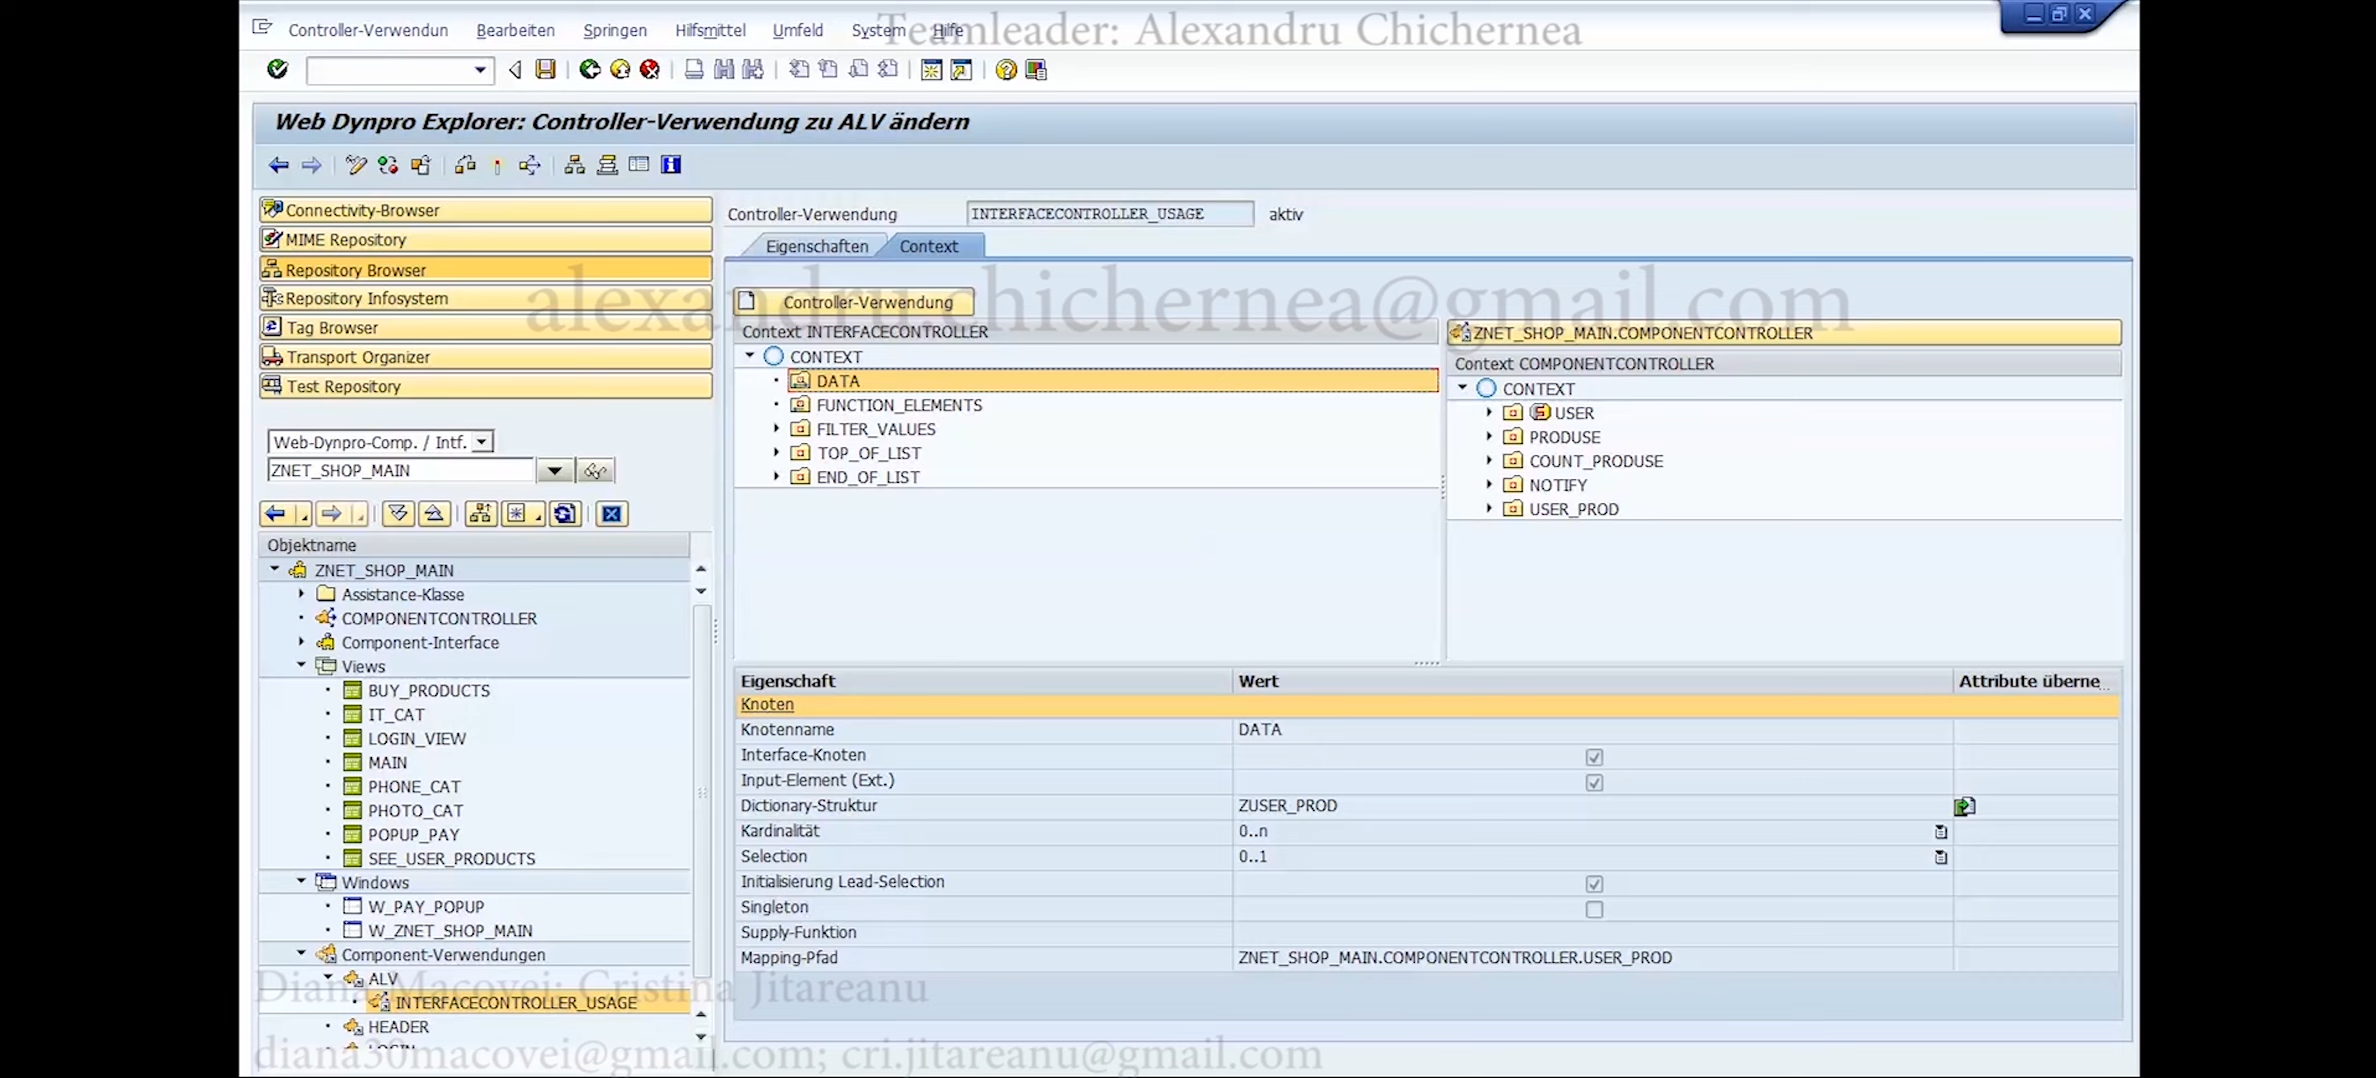 Controller-Verwendun Bearbeiten Springen Hilfsmittel Umfeld System Hilfe
Teamleader: Alexandru Chichernea
Web Dynpro Explorer: Controller-Verwendung zu ALV ändern
Connectivity-Browser
MIME Repository
Repository Browser
Repository Infosystem
Tag Browser
Transport Organizer
Test Repository
Web-Dynpro-Comp. / Intf.
ZNET_SHOP_MAIN
Objektname
ZNET_SHOP_MAIN
Assistance-Klasse
COMPONENTCONTROLLER
Component-Interface
Views
BUY_PRODUCTS
IT_CAT
LOGIN_VIEW
MAIN
PHONE_CAT
PHOTO_CAT
POPUP_PAY
SEE_USER_PRODUCTS
Windows
W_PAY_POPUP
W_ZNET_SHOP_MAIN
Component-Verwendungen
ALV
INTERFACECONTROLLER_USAGE
HEADER
LOGIN
Controller-Verwendung INTERFACECONTROLLER_USAGE aktiv
Eigenschaften Context
alexandru.chichernea@gmail.com
Controller-Verwendung
Context INTERFACECONTROLLER
CONTEXT
DATA
FUNCTION_ELEMENTS
FILTER_VALUES
TOP_OF_LIST
END_OF_LIST
ZNET_SHOP_MAIN.COMPONENTCONTROLLER
Context COMPONENTCONTROLLER
CONTEXT
USER
PRODUSE
COUNT_PRODUSE
NOTIFY
USER_PROD
Eigenschaft Wert Attribute überne...
Knoten
Knotenname DATA
Interface-Knoten
Input-Element (Ext.)
Dictionary-Struktur ZUSER_PROD
Kardinalität 0..n
Selection 0..1
Initialisierung Lead-Selection
Singleton
Supply-Funktion
Mapping-Pfad ZNET_SHOP_MAIN.COMPONENTCONTROLLER.USER_PROD
Diana Macovei; Cristina Jitareanu
diana30macovei@gmail.com; cri.jitareanu@gmail.com